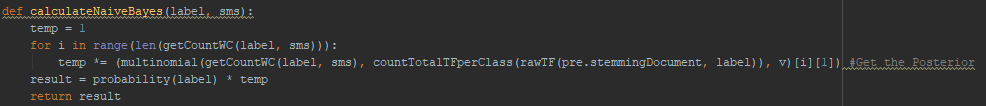 def calculateNaiveBayes(label, sms):
    temp = 1
    for i in range(len(getCountWC(label, sms))):
        temp *= (multinomial(getCountWC(label, sms), countTotalTFperClass(rawTF(pre.stemmingDocument, label)), v)[i][1]) #Get the Posterior
    result = probability(label) * temp
    return result